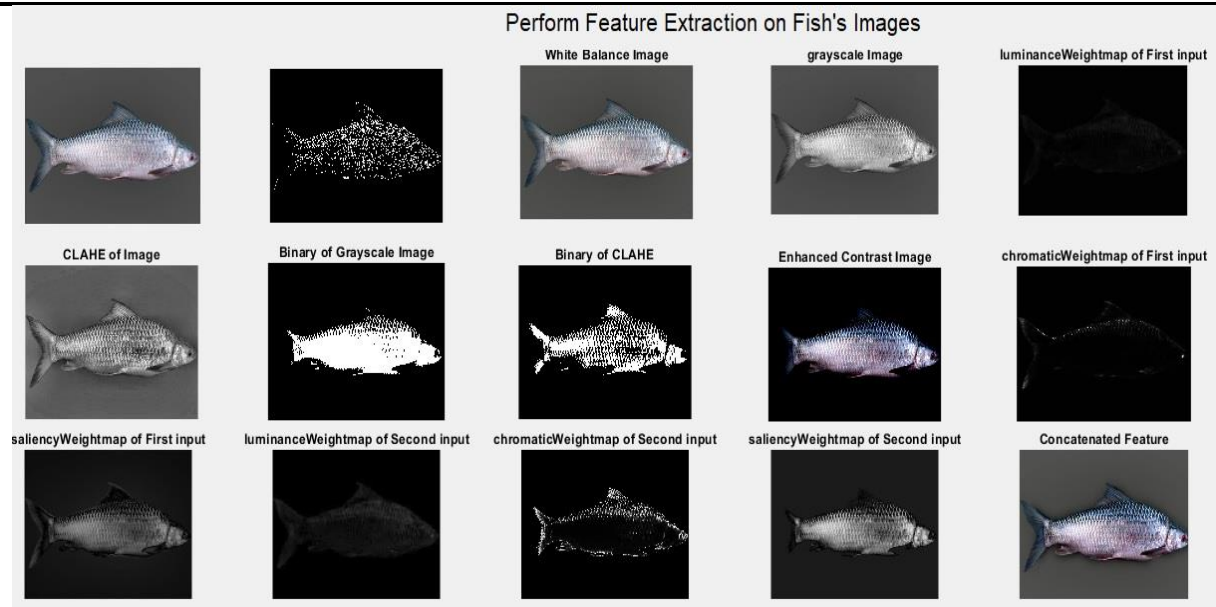 Perform Feature Extraction on Fish's Images
White Balance Image
grayscale Image
luminanceWeightmap of First input
CLAHE of Image
Binary of Grayscale Image
Binary of CLAHE
Enhanced Contrast Image
chromaticWeightmap of First input
saliencyWeightmap of First input
luminanceWeightmap of Second input
chromaticWeightmap of Second input
saliencyWeightmap of Second input
Concatenated Feature